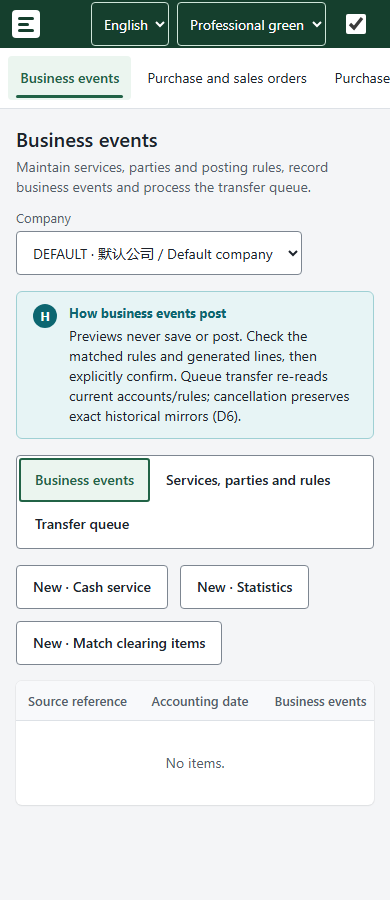 English
Professional green
Business events
Purchase and sales orders
Purchase
Business events
Maintain services, parties and posting rules, record
business events and process the transfer queue.
Company
DEFAULT · 默认公司 / Default company
H
How business events post
Previews never save or post. Check the
matched rules and generated lines, then
explicitly confirm. Queue transfer re-reads
current accounts/rules; cancellation preserves
exact historical mirrors (D6).
Business events
Services, parties and rules
Transfer queue
New · Cash service
New · Statistics
New · Match clearing items
Source reference
Accounting date
Business events
No items.